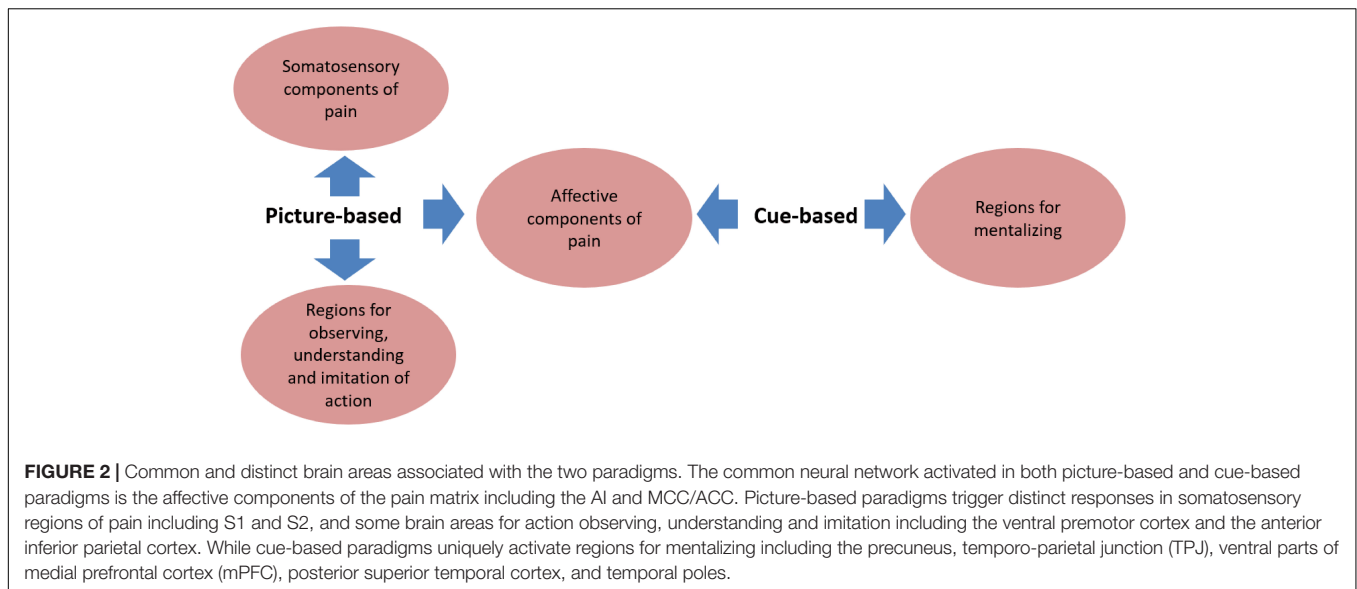 Somatosensory
components of
pain
Picture-based
Affective
components of
pain
Cue-based
Regions for
mentalizing
Regions for
observing,
understanding
and imitation of
action
FIGURE 2 | Common and distinct brain areas associated with the two paradigms. The common neural network activated in both picture-based and cue-based
paradigms is the affective components of the pain matrix including the AI and MCC/ACC. Picture-based paradigms trigger distinct responses in somatosensory
regions of pain including S1 and S2, and some brain areas for action observing, understanding and imitation including the ventral premotor cortex and the anterior
inferior parietal cortex. While cue-based paradigms uniquely activate regions for mentalizing including the precuneus, temporo-parietal junction (TPJ), ventral parts of
medial prefrontal cortex (mPFC), posterior superior temporal cortex, and temporal poles.